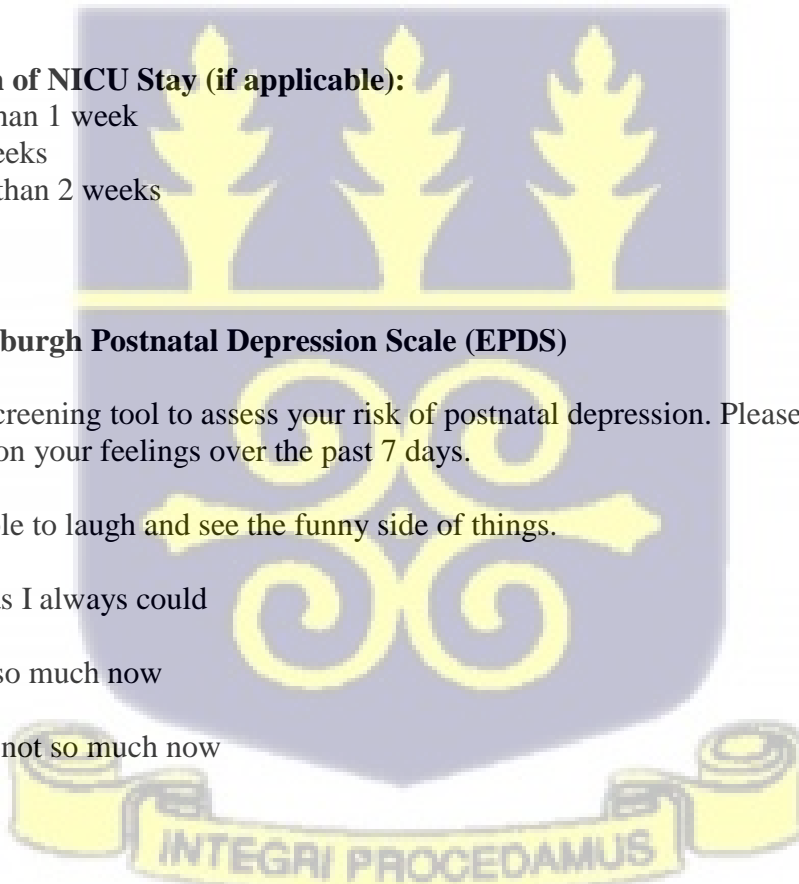 of NICU Stay (if applicable):
han 1 week
eeks
than 2 weeks
burgh Postnatal Depression Scale (EPDS)
creening tool to assess your risk of postnatal depression. Please
on your feelings over the past 7 days.
le to laugh and see the funny side of things.
s I always could
so much now
not so much now
INTEGRI PROCEDAMUS